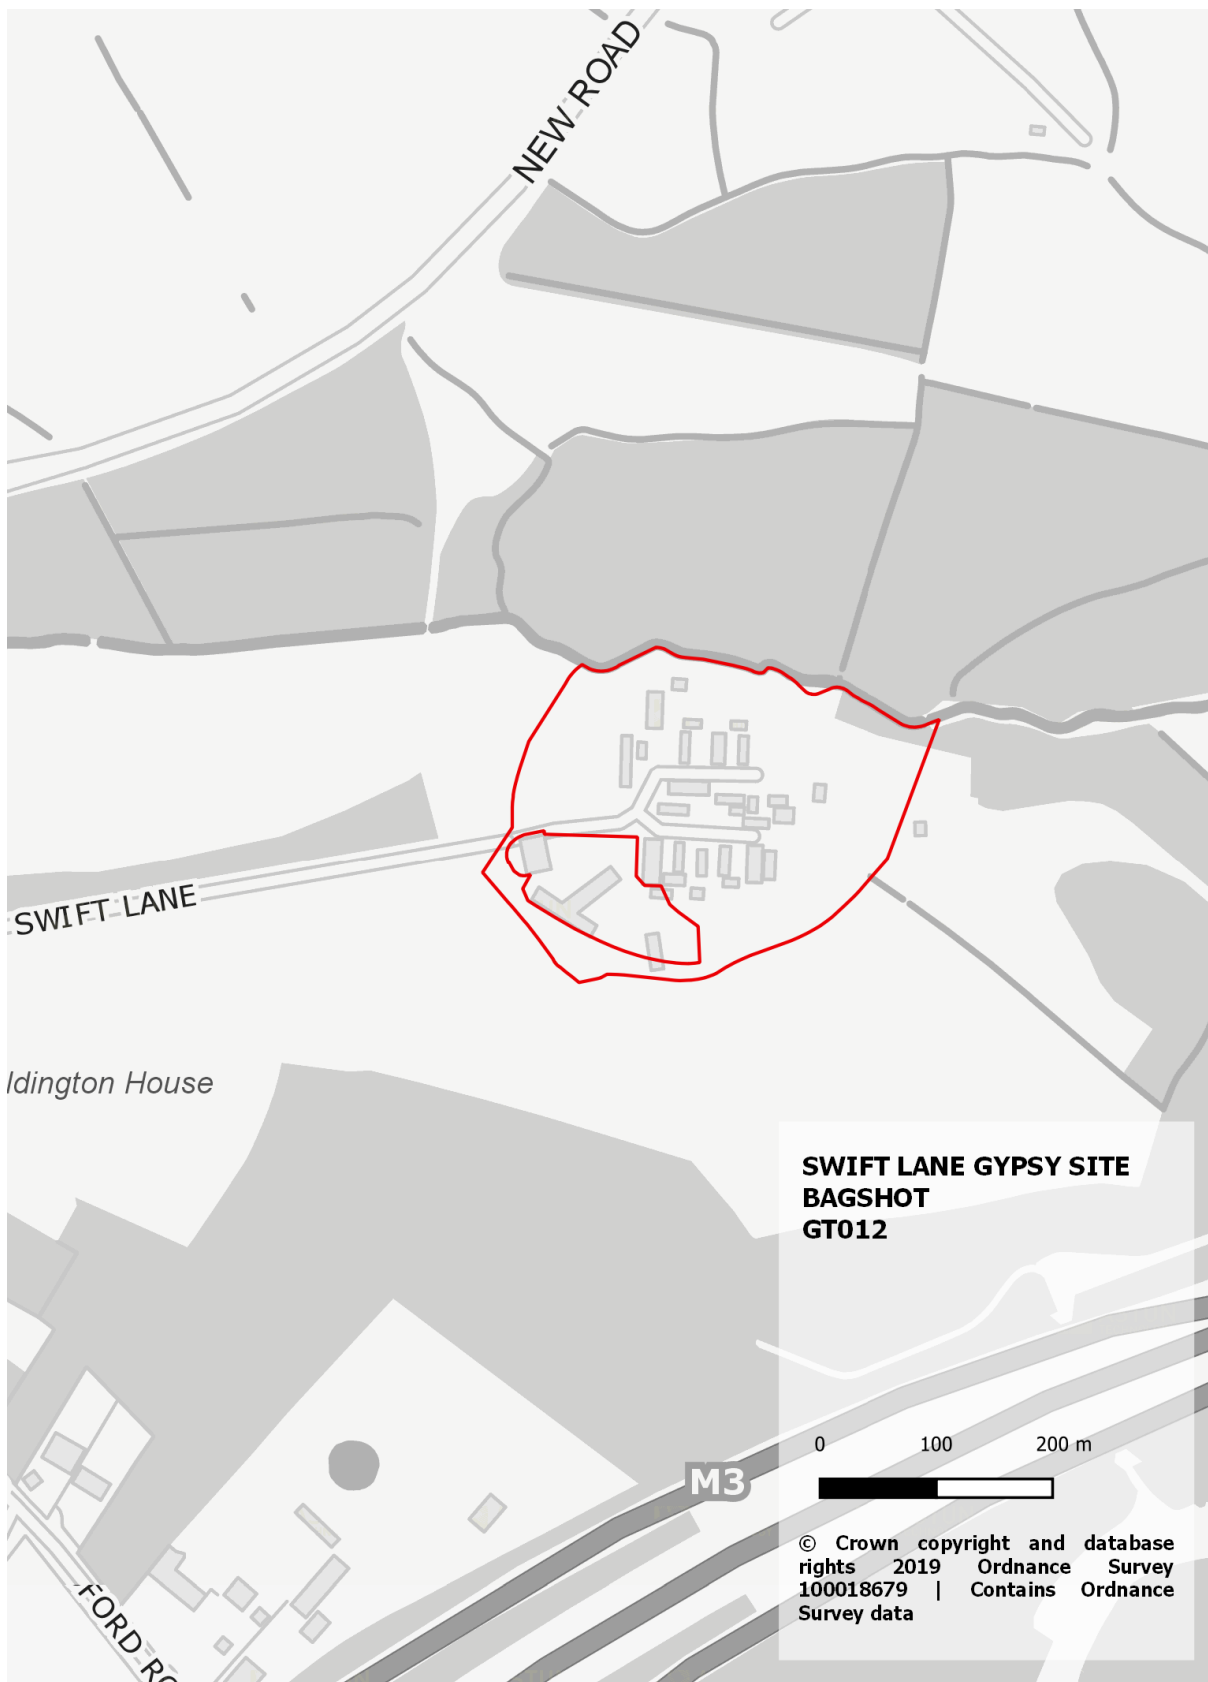 NEW ROAD
SWIFT LANE
ldington House
SWIFT LANE GYPSY SITE
BAGSHOT
GT012
0 100 200 m
M3
© Crown copyright and database
rights 2019 Ordnance Survey
100018679 | Contains Ordnance
Survey data
FORD RO